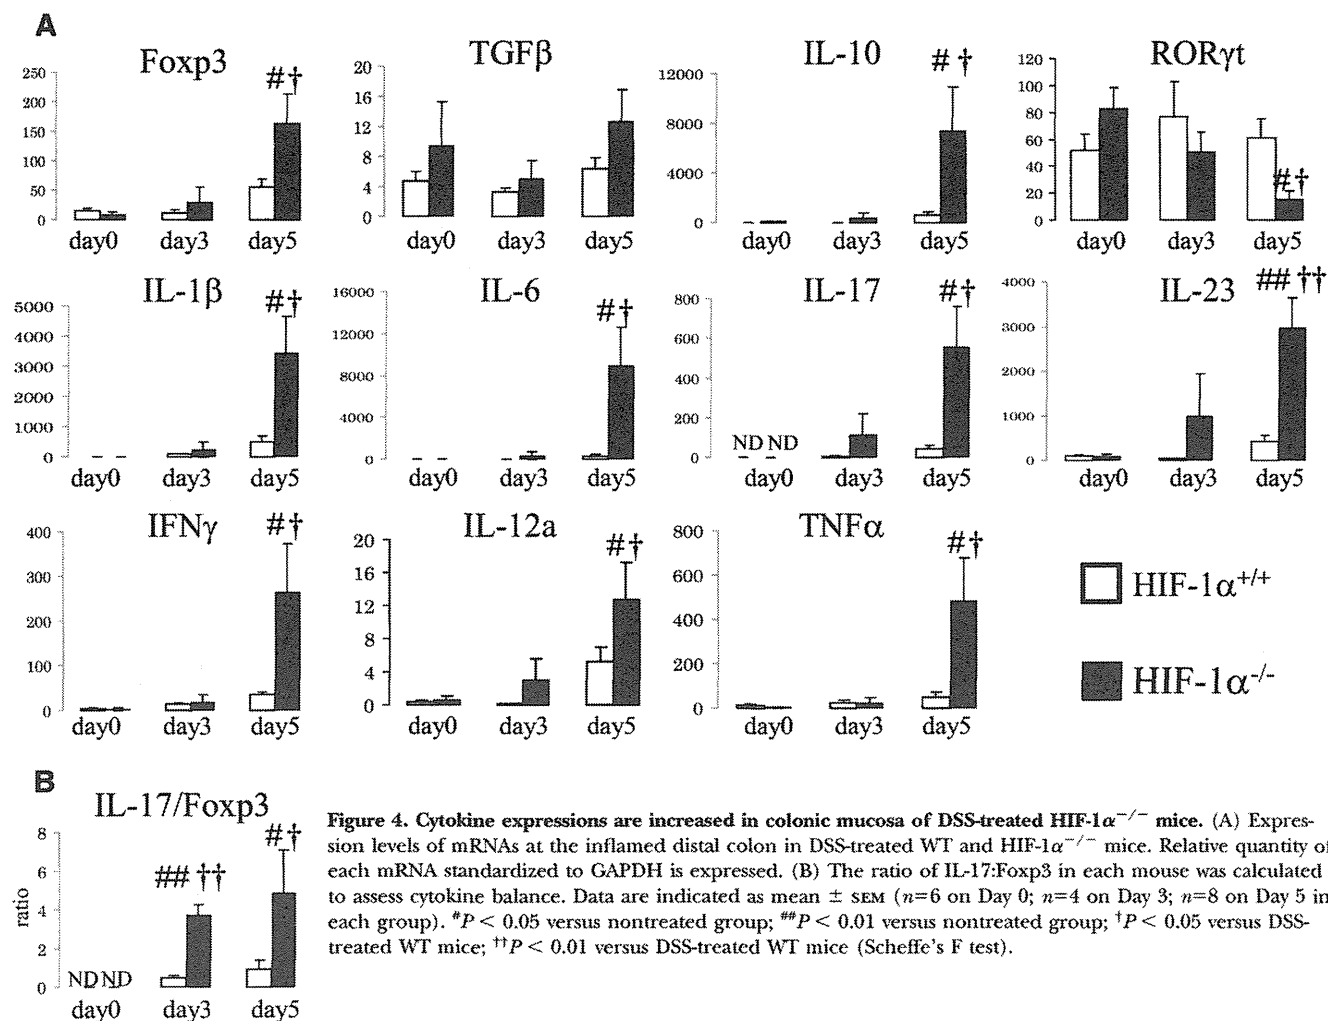 A
Foxp3
250
200
150
100
50
0
#†
day0 day3 day5
TGFβ
20
16
12
8
4
0
day0 day3 day5
IL-10
12000
8000
4000
0
# †
day0 day3 day5
RORγt
120
100
80
60
40
20
0
#†
day0 day3 day5
IL-1β
5000
4000
3000
2000
1000
0
#†
day0 day3 day5
IL-6
16000
12000
8000
4000
0
#†
day0 day3 day5
IL-17
800
600
400
200
0
ND ND
#†
day0 day3 day5
IL-23
4000
3000
2000
1000
0
## ††
day0 day3 day5
IFNγ
400
300
200
100
0
#†
day0 day3 day5
IL-12a
20
16
12
8
4
0
#†
day0 day3 day5
TNFα
800
600
400
200
0
#†
day0 day3 day5
HIF-1α+/+
HIF-1α-/-
B
IL-17/Foxp3
ratio
8
6
4
2
0
ND ND
## ††
#†
day0 day3 day5
Figure 4. Cytokine expressions are increased in colonic mucosa of DSS-treated HIF-1α−/− mice. (A) Expres-
sion levels of mRNAs at the inflamed distal colon in DSS-treated WT and HIF-1α−/− mice. Relative quantity of
each mRNA standardized to GAPDH is expressed. (B) The ratio of IL-17:Foxp3 in each mouse was calculated
to assess cytokine balance. Data are indicated as mean ± SEM (n=6 on Day 0; n=4 on Day 3; n=8 on Day 5 in
each group). #P < 0.05 versus nontreated group; ##P < 0.01 versus nontreated group; †P < 0.05 versus DSS-
treated WT mice; ††P < 0.01 versus DSS-treated WT mice (Scheffe's F test).